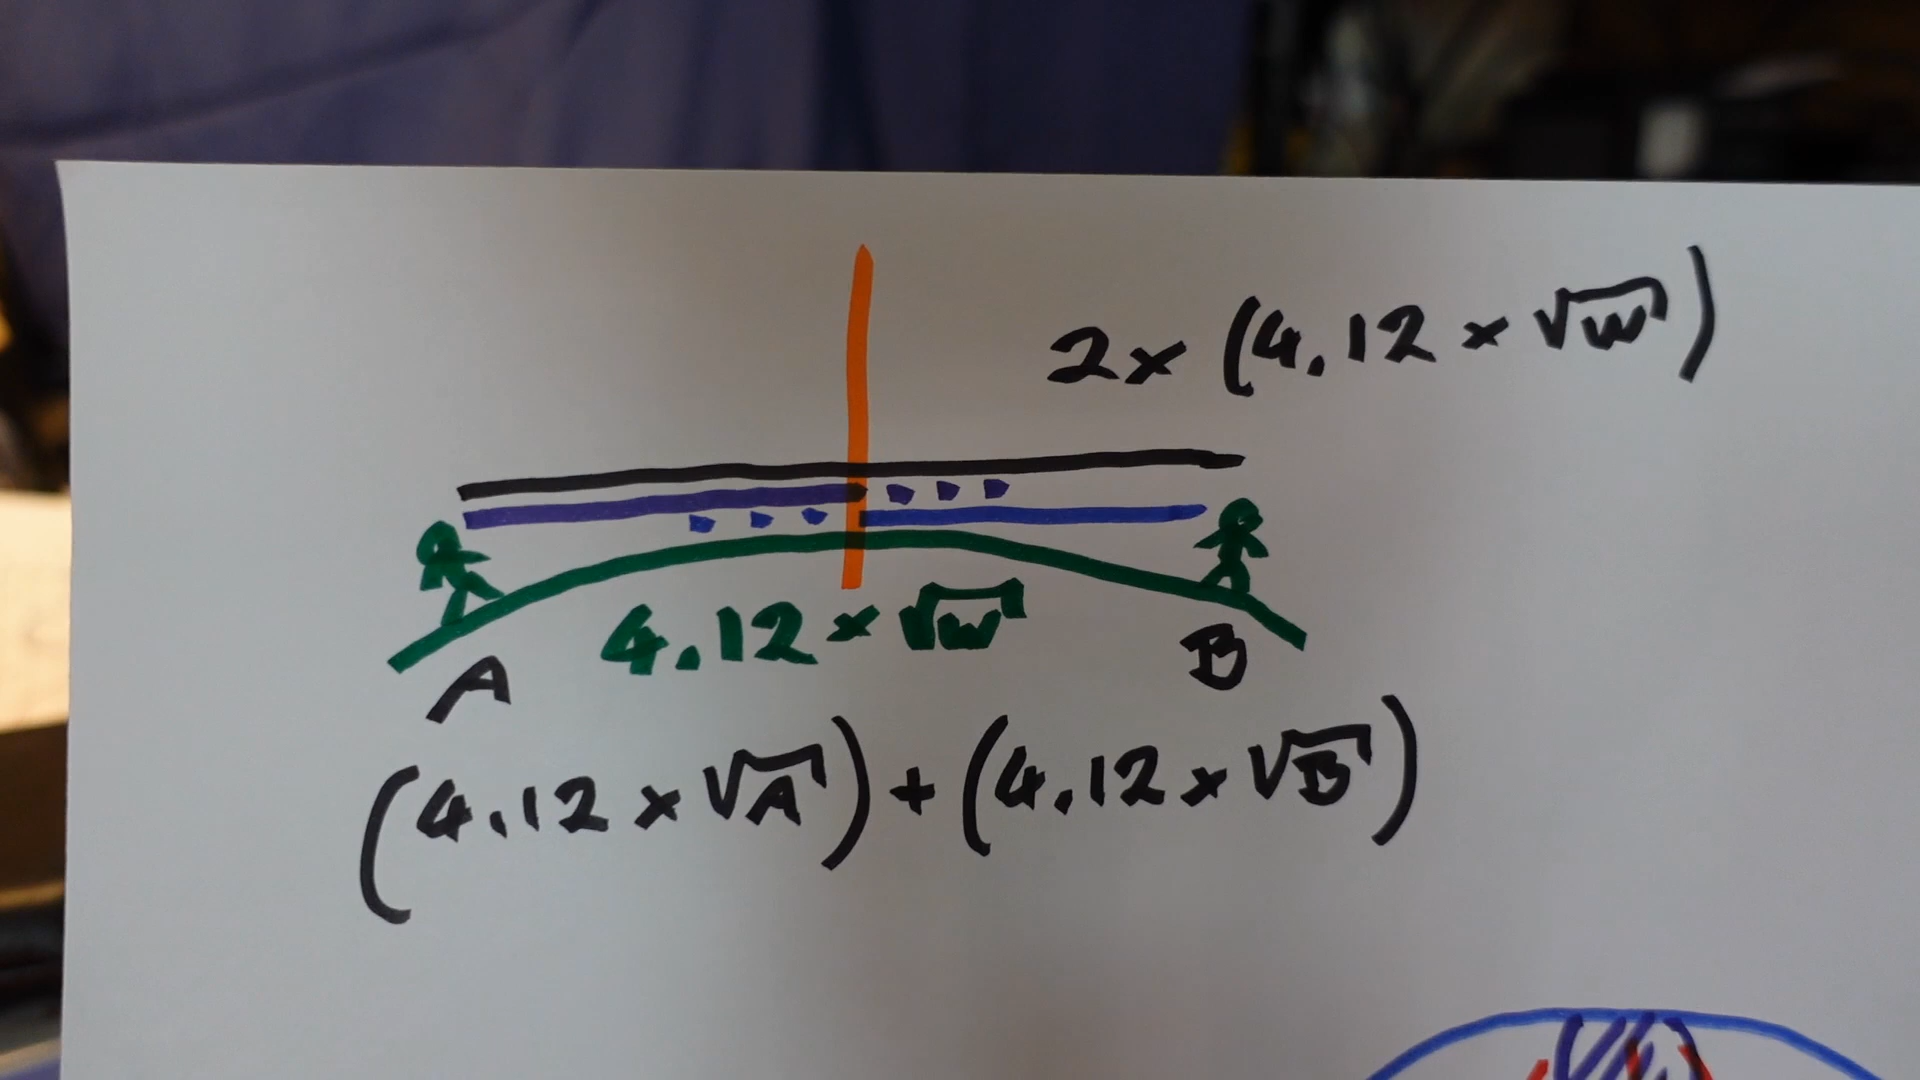 2x (4.12 x √W)
4.12 x √W
A B
(4.12 x √A) + (4.12 x √B)